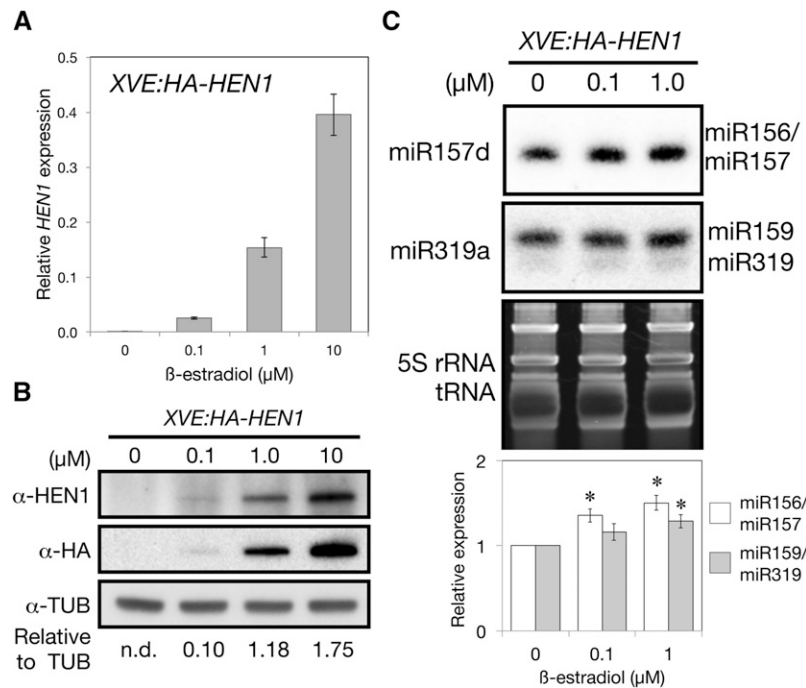 A
XVE:HA-HEN1
Relative HEN1 expression
0.5
0.4
0.3
0.2
0.1
0.0
0 0.1 1 10
ß-estradiol (µM)
B
XVE:HA-HEN1
(µM) 0 0.1 1.0 10
α-HEN1
α-HA
α-TUB
Relative to TUB
n.d. 0.10 1.18 1.75
C
XVE:HA-HEN1
(µM) 0 0.1 1.0
miR157d
miR156/
miR157
miR319a
miR159
miR319
5S rRNA
tRNA
Relative expression
2
1
0
* * *
0 0.1 1
ß-estradiol (µM)
miR156/
miR157
miR159/
miR319